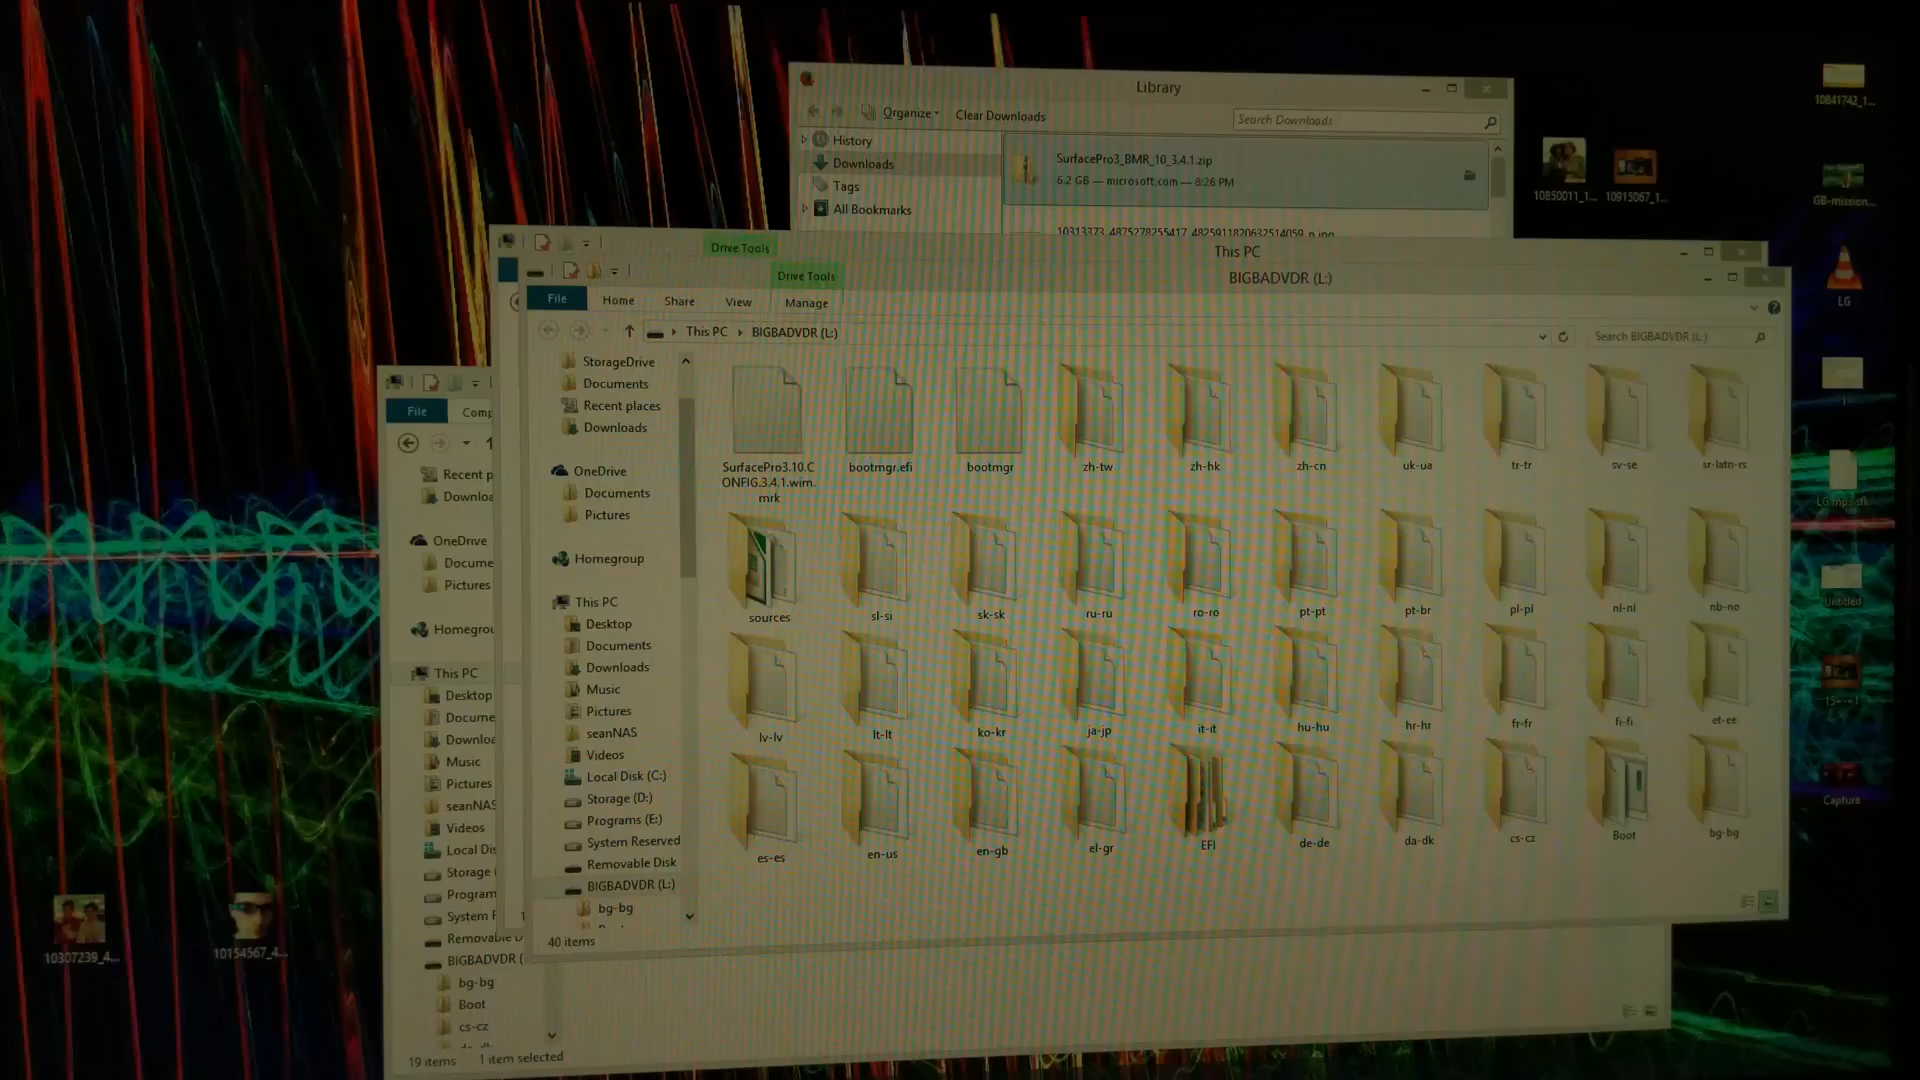 Library
Organize
Clear Downloads
Search Downloads
History
Downloads
Tags
All Bookmarks
SurfacePro3_BMR_10_3.4.1.zip
6.2 GB — microsoft.com — 8:26 PM
10313373_4875278255417_4825911820632514059_n.png
Drive Tools
This PC
Drive Tools
BIGBADVDR (L:)
File
Home
Share
View
Manage
This PC
BIGBADVDR (L:)
Search BIGBADVDR (L:)
StorageDrive
Documents
Recent places
Downloads
OneDrive
Documents
Pictures
Homegroup
This PC
Desktop
Documents
Downloads
Music
Pictures
seanNAS
Videos
Local Disk (C:)
Storage (D:)
Programs (E:)
System Reserved
Removable Disk
BIGBADVDR (L:)
bg-bg
40 items
SurfacePro3.10.C
ONFIG.3.4.1.wim.
mrk
bootmgr.efi
bootmgr
zh-tw
zh-hk
zh-cn
uk-ua
tr-tr
sv-se
sr-latn-rs
sources
sl-si
sk-sk
ru-ru
ro-ro
pt-pt
pt-br
pl-pl
nl-nl
nb-no
lv-lv
lt-lt
ko-kr
ja-jp
it-it
hu-hu
hr-hr
fr-fr
fi-fi
et-ee
es-es
en-us
en-gb
el-gr
EFI
de-de
da-dk
cs-cz
Boot
bg-bg
File
Comp
Recent p
Downloa
OneDrive
Docume
Pictures
Homegrou
This PC
Desktop
Docume
Downloa
Music
Pictures
seanNAS
Videos
Local Dis
Storage
Program
System
Removable D
BIGBADVDR (
bg-bg
Boot
cs-cz
19 items
1 item selected
10307239_4...
10154567_4...
10850011_1...
10915067_1...
10841742_1...
GB-mission...
LG
Untitled
Capture